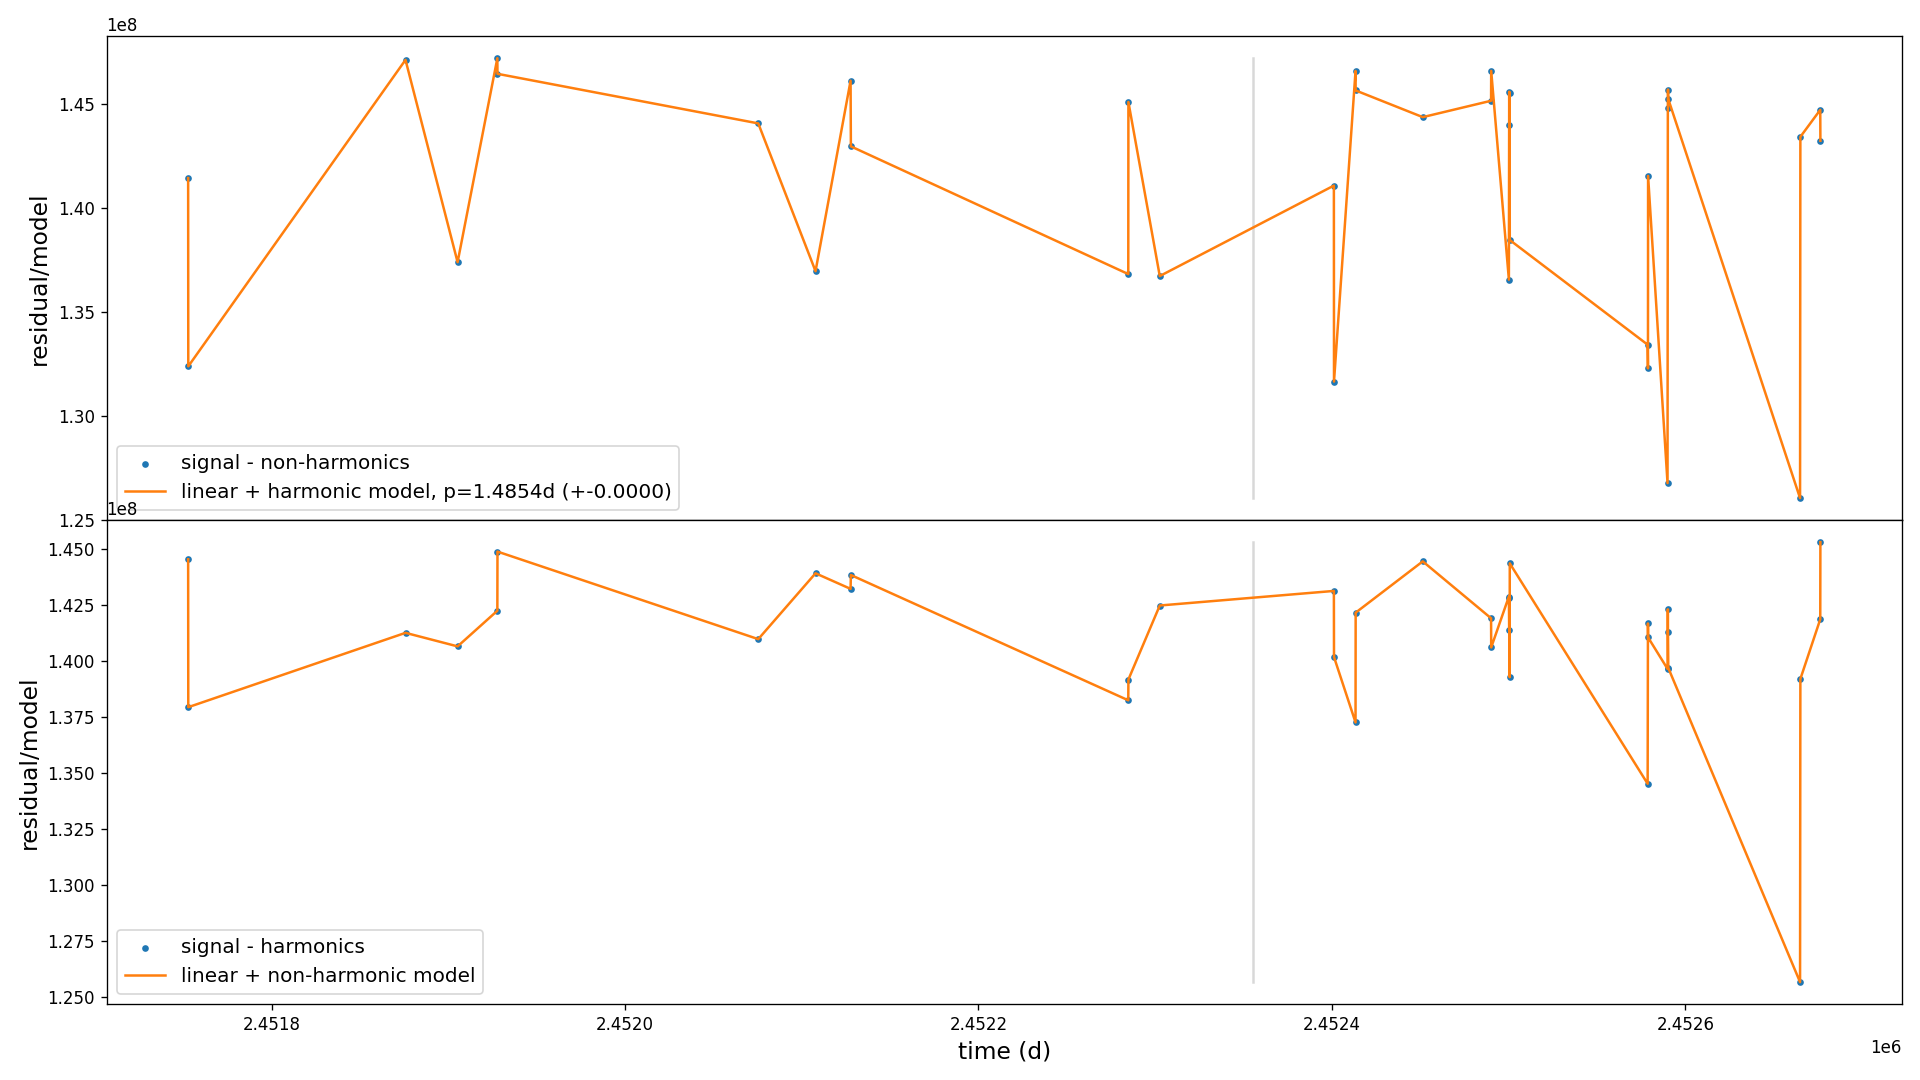 1e8
1.45
1.40
1.35
1.30
1.25
residual/model
signal - non-harmonics
linear + harmonic model, p=1.4854d (+-0.0000)
1e8
1.450
1.425
1.400
1.375
1.350
1.325
1.300
1.275
1.250
residual/model
signal - harmonics
linear + non-harmonic model
2.4518 2.4520 2.4522 2.4524 2.4526
1e6
time (d)